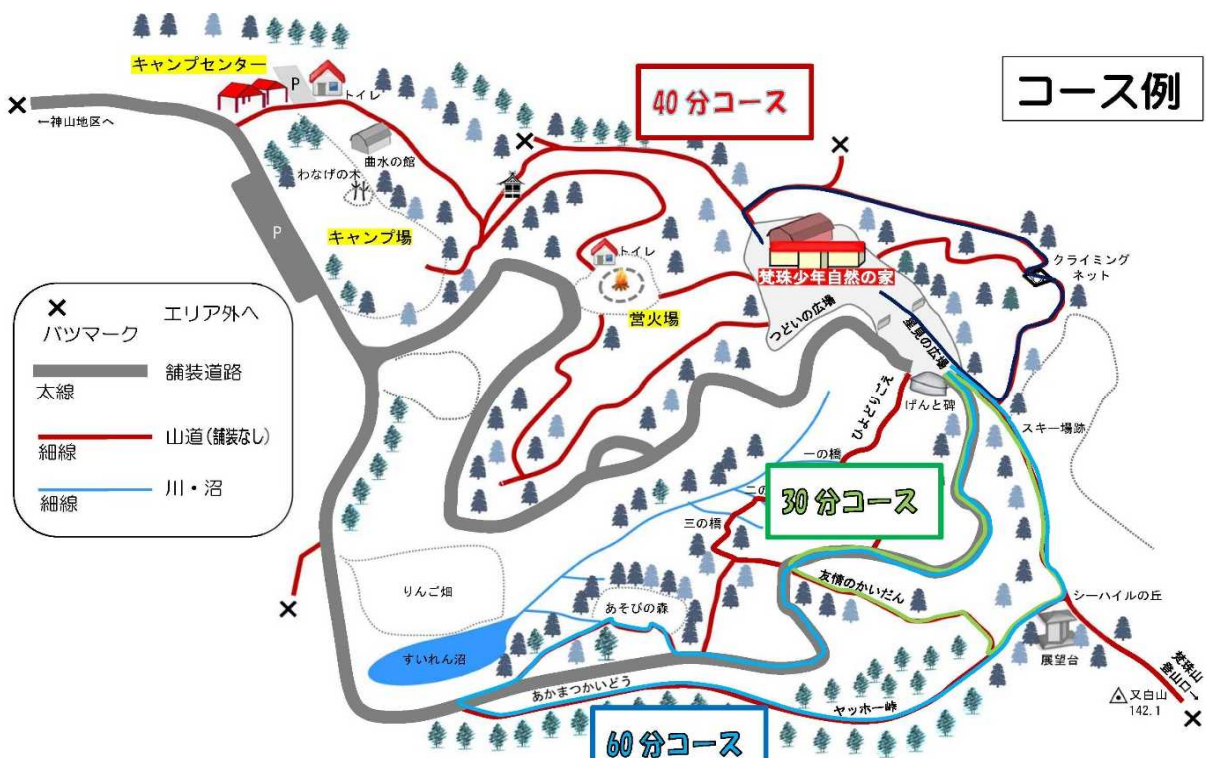 コース例
キャンプセンター
P
トイレ
←神山地区へ
曲水の館
わなげの木
キャンプ場
P
40分コース
トイレ
営火場
梵珠少年自然の家
つどいの広場
星見の広場
クライミング
ネット
エリア外へ
バツマーク
舗装道路
太線
山道(舗装なし)
細線
川・沼
細線
げんと碑
スキー場跡
ひよどりごえ
一の橋
二の
三の橋
30分コース
友情のかいだん
りんご畑
あそびの森
すいれん沼
シーハイルの丘
展望台
梵珠山
登山口→
又白山
142.1
あかまつかいどう
ヤッホー峠
60分コース